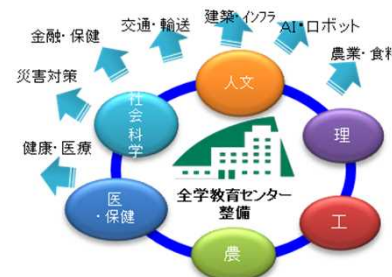 建築・インフラ
交通・輸送
AI・ロボット
金融・保健
農業・食料
災害対策
健康・医療
人文
社会
科学
理
医
・保健
工
農
全学教育センター
整備